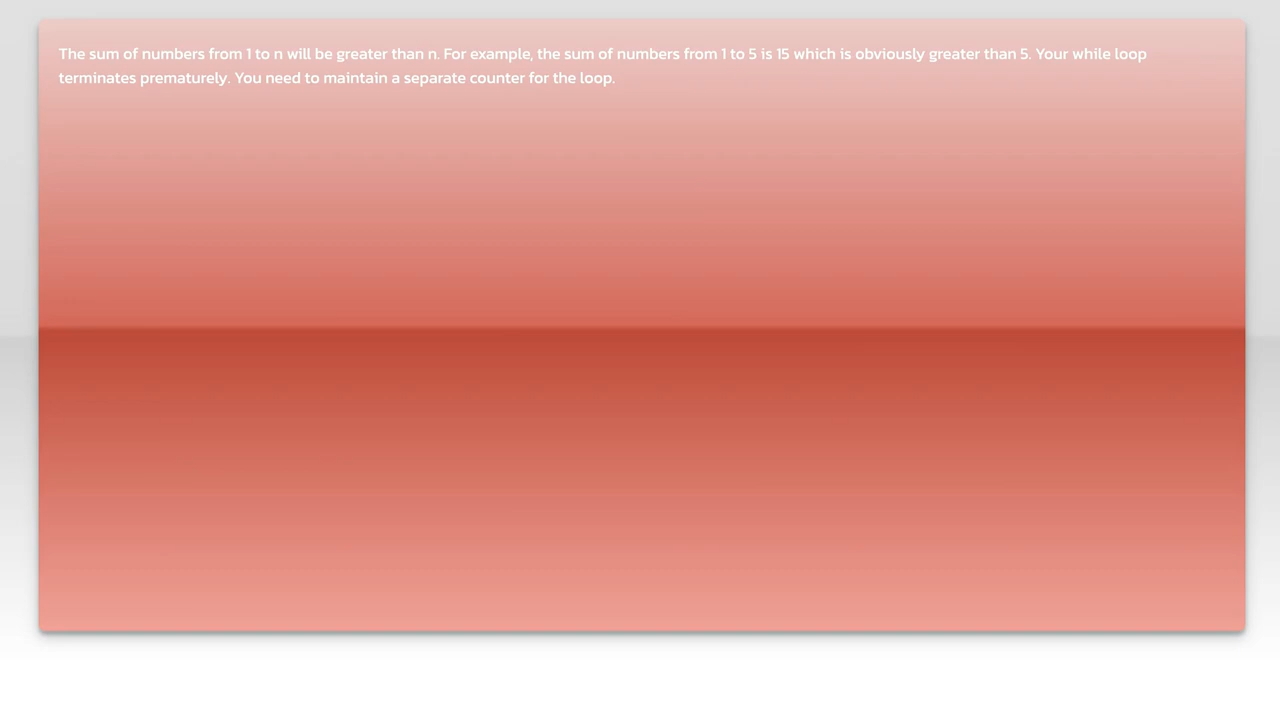 The sum of numbers from 1 to n will be greater than n. For example, the sum of numbers from 1 to 5 is 15 which is obviously greater than 5. Your while loop
terminates prematurely. You need to maintain a separate counter for the loop.